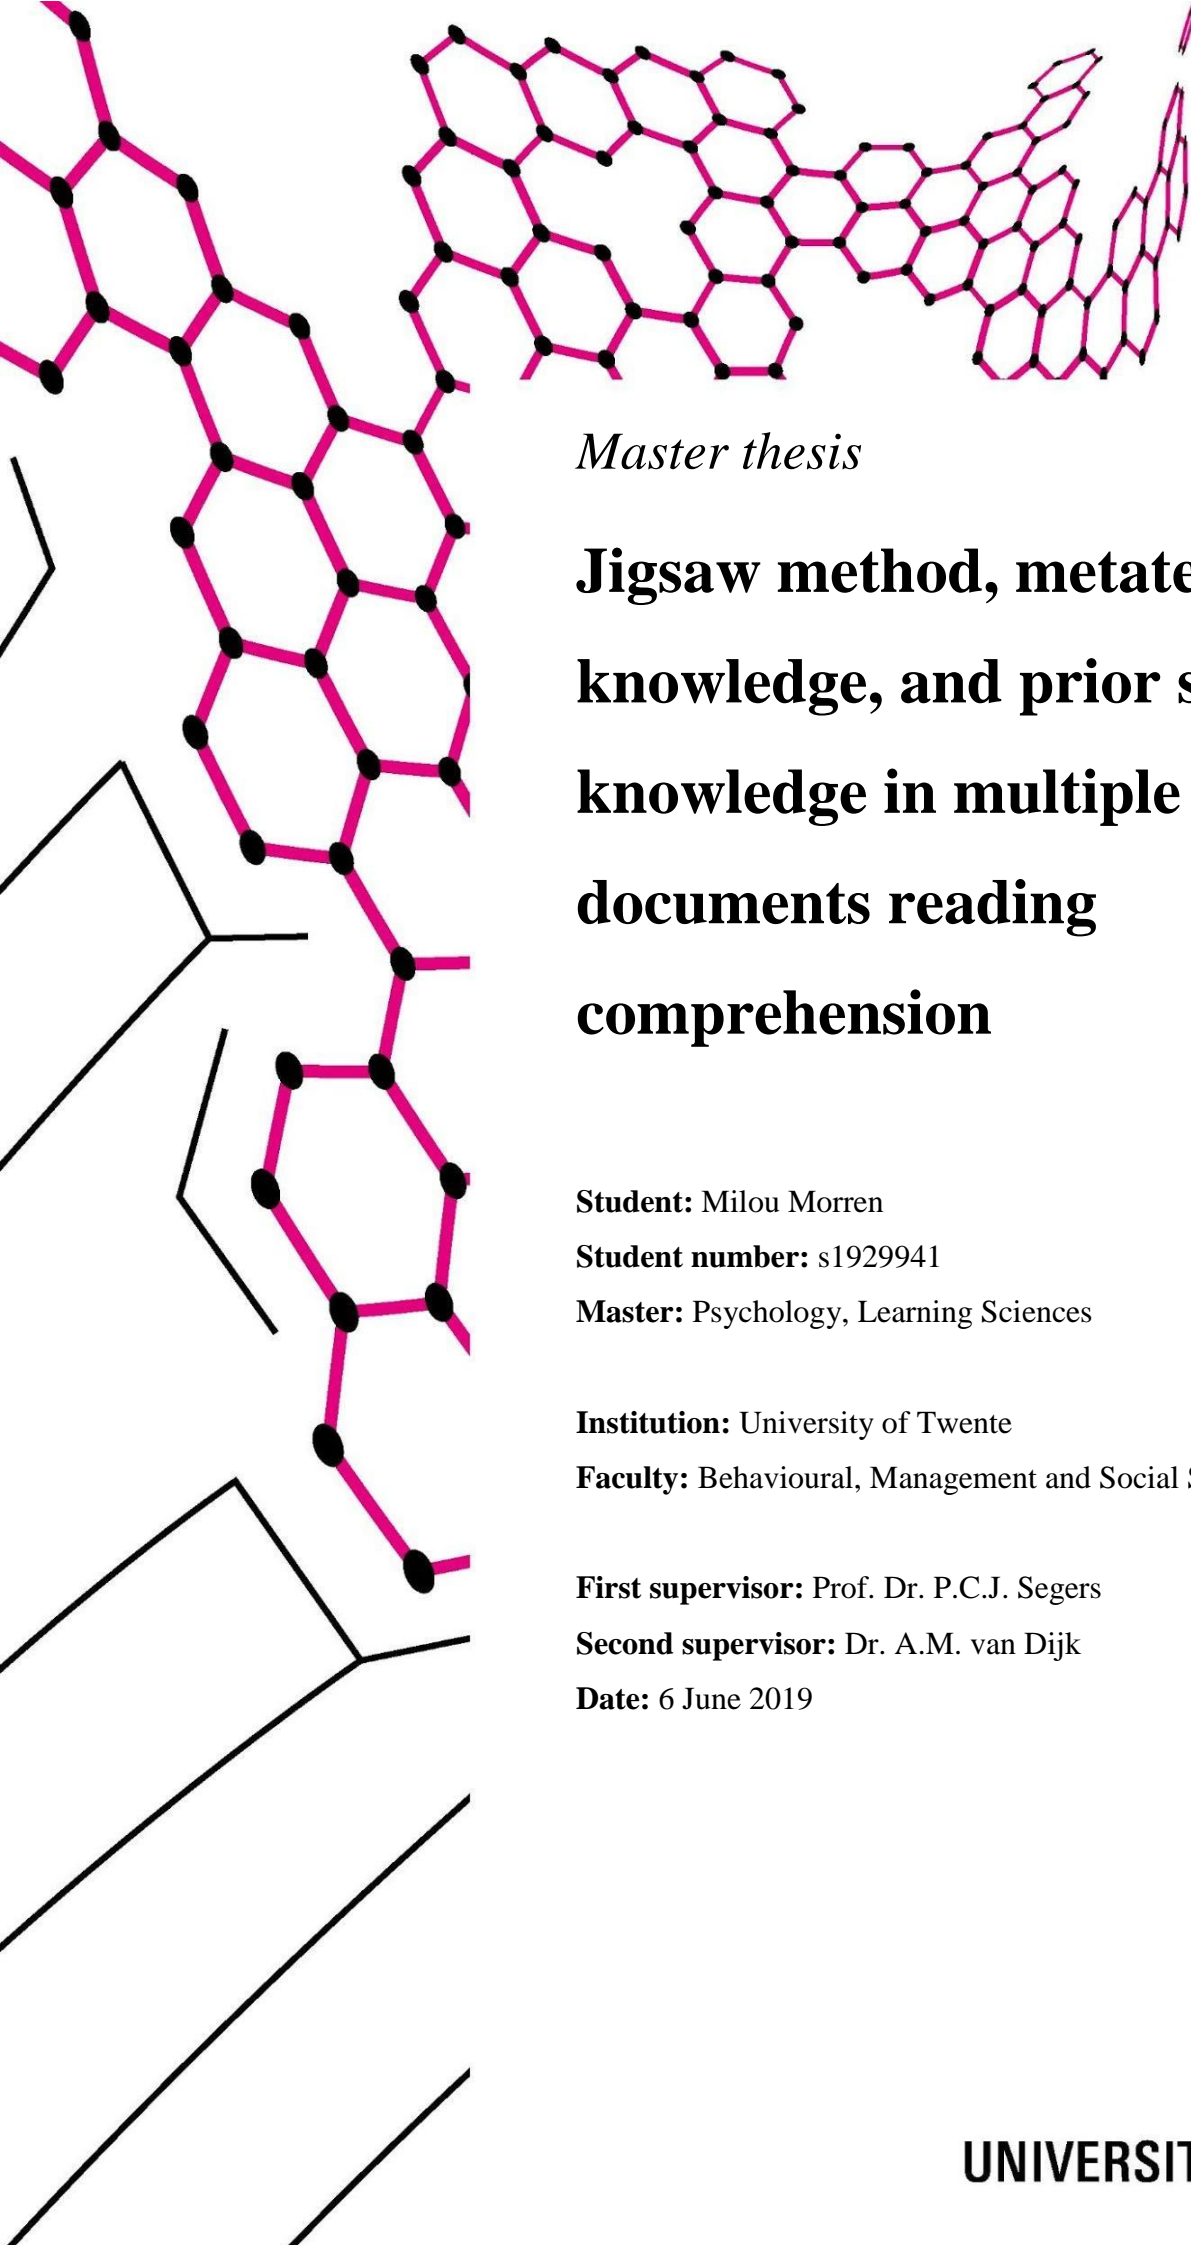 Master thesis
Jigsaw method, metate
knowledge, and prior s
knowledge in multiple
documents reading
comprehension
Student: Milou Morren
Student number: s1929941
Master: Psychology, Learning Sciences
Institution: University of Twente
Faculty: Behavioural, Management and Social S
First supervisor: Prof. Dr. P.C.J. Segers
Second supervisor: Dr. A.M. van Dijk
Date: 6 June 2019
UNIVERSIT